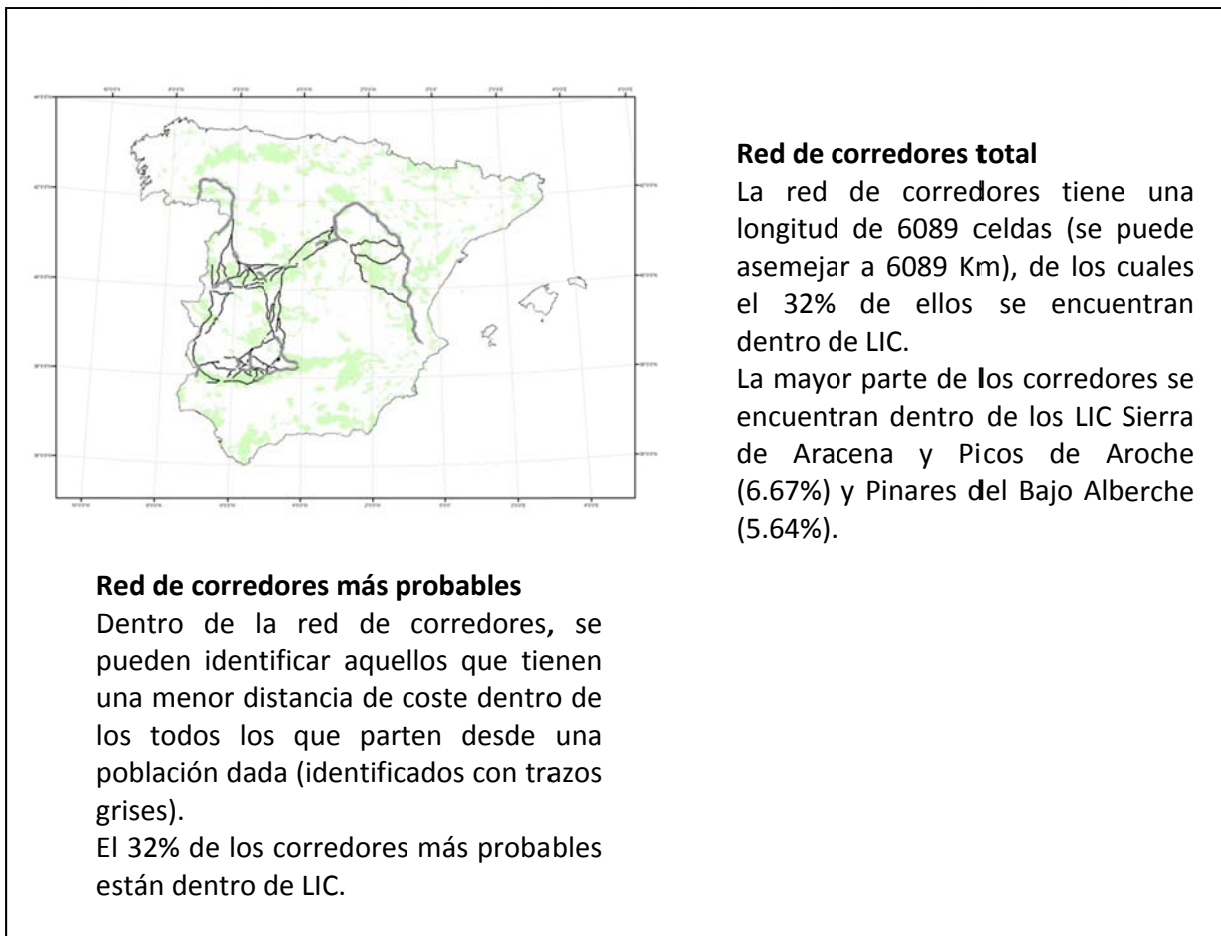 Red de corredores total
La red de corredores tiene una
longitud de 6089 celdas (se puede
asemejar a 6089 Km), de los cuales
el 32% de ellos se encuentran
dentro de LIC.
La mayor parte de los corredores se
encuentran dentro de los LIC Sierra
de Aracena y Picos de Aroche
(6.67%) y Pinares del Bajo Alberche
(5.64%).
Red de corredores más probables
Dentro de la red de corredores, se
pueden identificar aquellos que tienen
una menor distancia de coste dentro de
los todos los que parten desde una
población dada (identificados con trazos
grises).
El 32% de los corredores más probables
están dentro de LIC.